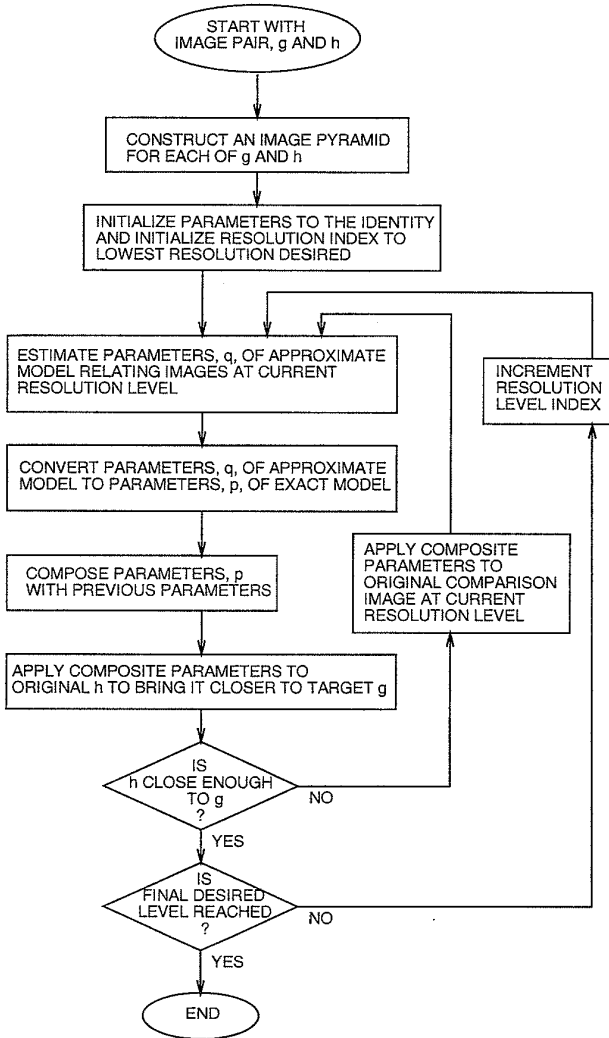 START WITH
IMAGE PAIR, g AND h
CONSTRUCT AN IMAGE PYRAMID
FOR EACH OF g AND h
INITIALIZE PARAMETERS TO THE IDENTITY
AND INITIALIZE RESOLUTION INDEX TO
LOWEST RESOLUTION DESIRED
ESTIMATE PARAMETERS, q, OF APPROXIMATE
MODEL RELATING IMAGES AT CURRENT
RESOLUTION LEVEL
INCREMENT
RESOLUTION
LEVEL INDEX
CONVERT PARAMETERS, q, OF APPROXIMATE
MODEL TO PARAMETERS, p, OF EXACT MODEL
COMPOSE PARAMETERS, p
WITH PREVIOUS PARAMETERS
APPLY COMPOSITE
PARAMETERS TO
ORIGINAL COMPARISON
IMAGE AT CURRENT
RESOLUTION LEVEL
APPLY COMPOSITE PARAMETERS TO
ORIGINAL h TO BRING IT CLOSER TO TARGET g
IS
h CLOSE ENOUGH
TO g
?
NO
YES
IS
FINAL DESIRED
LEVEL REACHED
?
NO
YES
END